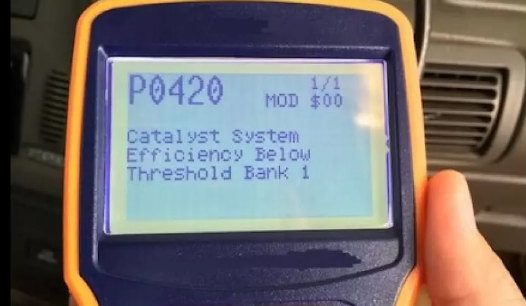 P0420 1/1
MOD $00
Catalyst System
Efficiency Below
Threshold Bank 1